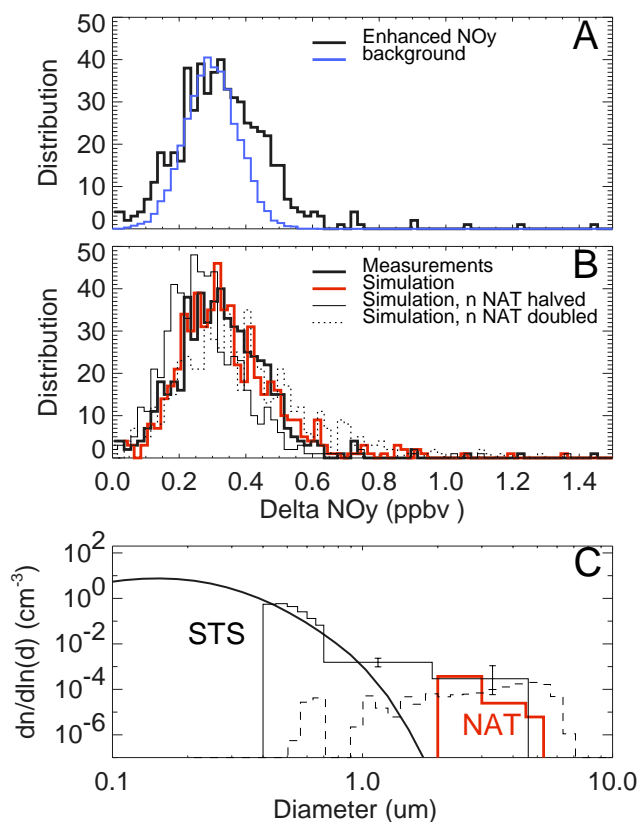 A
Enhanced NOy
background
Distribution
50
40
30
20
10
0
B
Measurements
Simulation
Simulation, n NAT halved
Simulation, n NAT doubled
Distribution
50
40
30
20
10
0
0.0 0.2 0.4 0.6 0.8 1.0 1.2 1.4
Delta NOy (ppbv )
C
STS
NAT
dn/dln(d) (cm-3)
10 2
10 0
10 -2
10 -4
10 -6
0.1 1.0 10.0
Diameter (um)